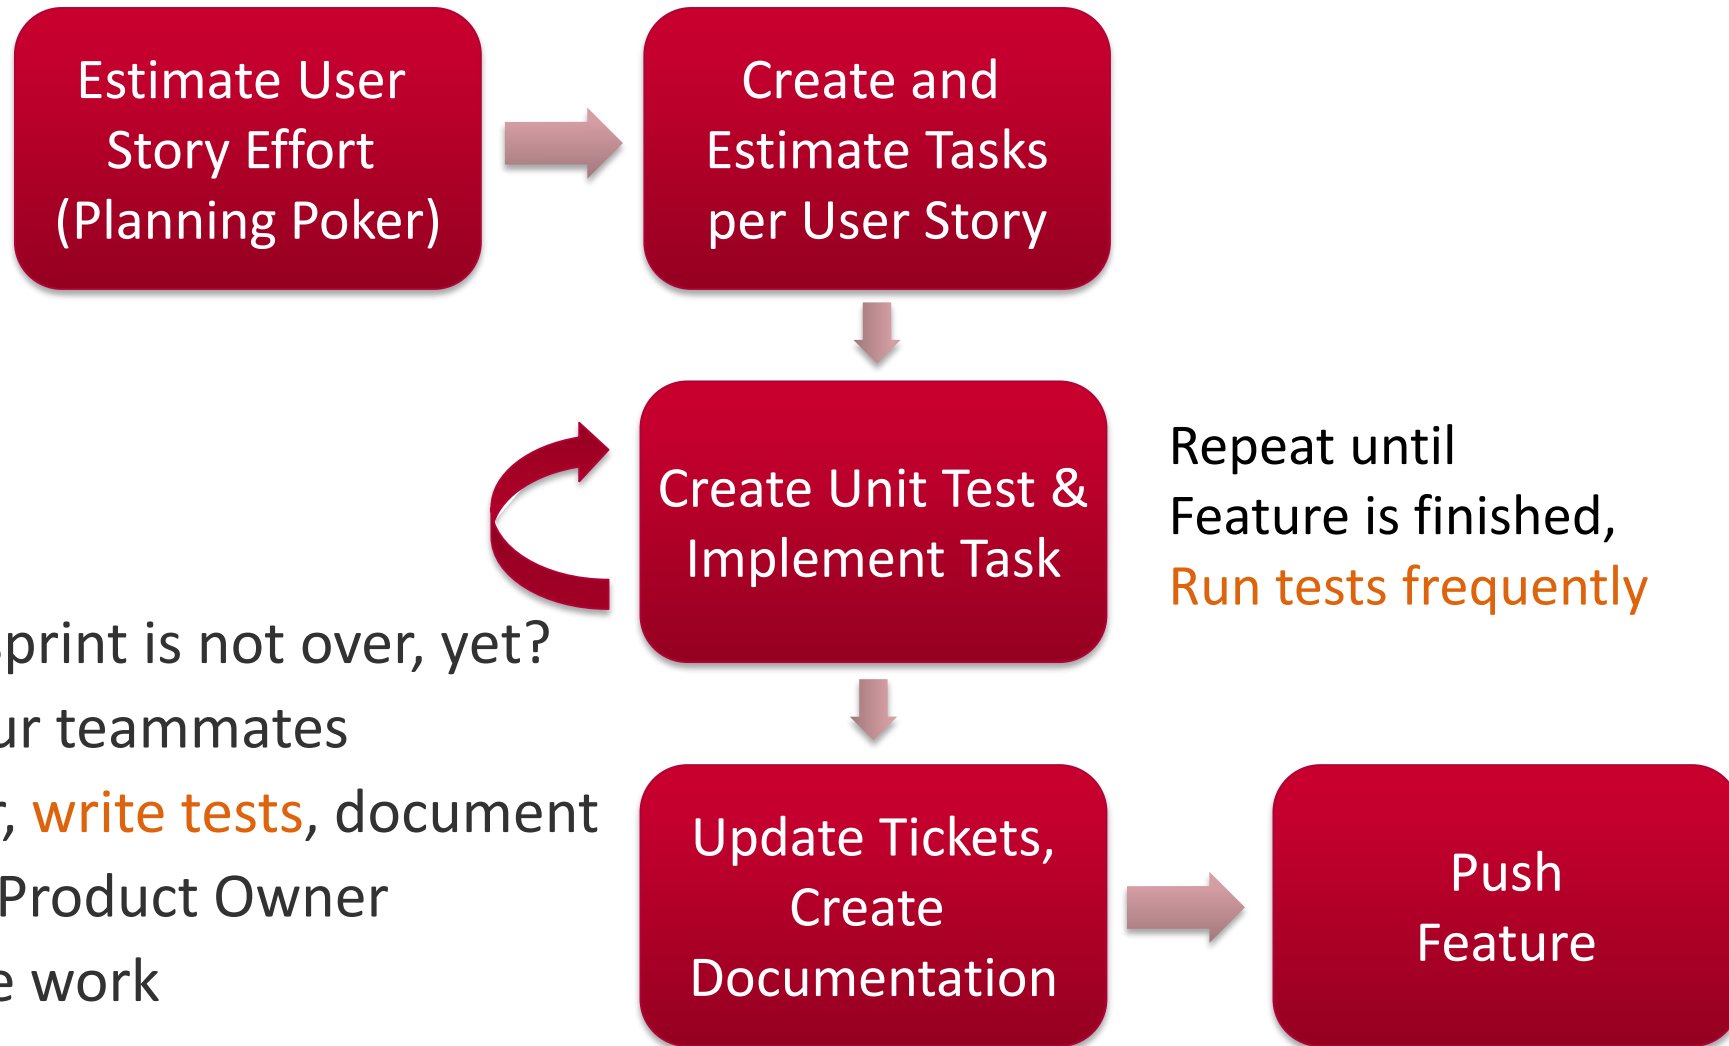 Estimate User
Story Effort
(Planning Poker)
Create and
Estimate Tasks
per User Story
Create Unit Test &
Implement Task
Repeat until
Feature is finished,
Run tests frequently
print is not over, yet?
ur teammates
, write tests, document
Product Owner
e work
Update Tickets,
Create
Documentation
Push
Feature